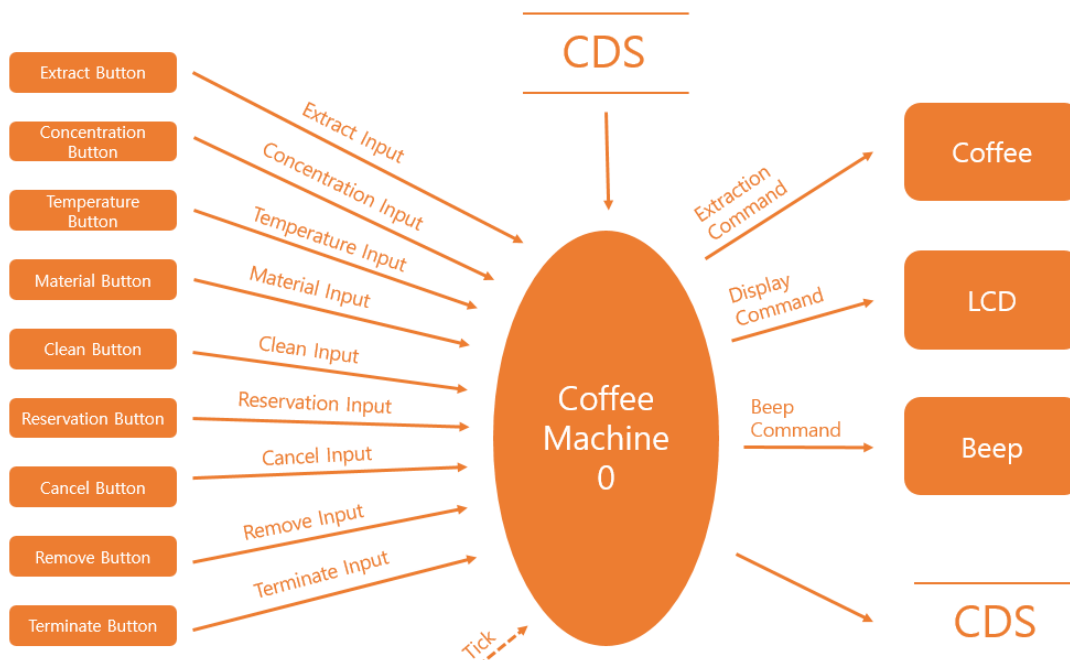 CDS
Extract Button
Concentration
Button
Temperature
Button
Material Button
Clean Button
Reservation Button
Cancel Button
Remove Button
Terminate Button
Extract Input
Concentration Input
Temperature Input
Material Input
Clean Input
Reservation Input
Cancel Input
Remove Input
Terminate Input
Tick
Coffee
Machine
0
Extraction
Command
Display
Command
Beep
Command
Coffee
LCD
Beep
CDS